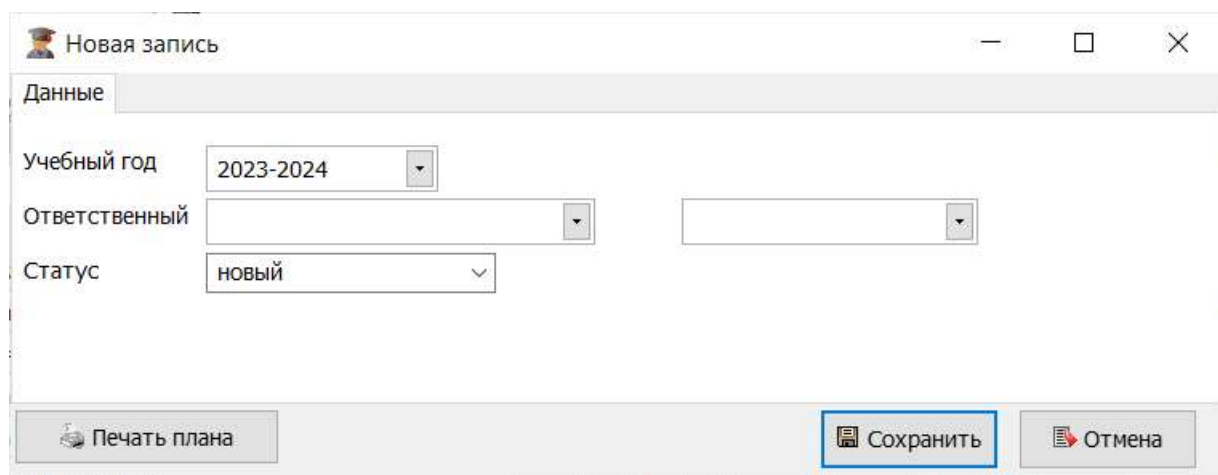 Новая запись
Данные
Учебный год 2023-2024
Ответственный
Статус новый
Печать плана Сохранить Отмена